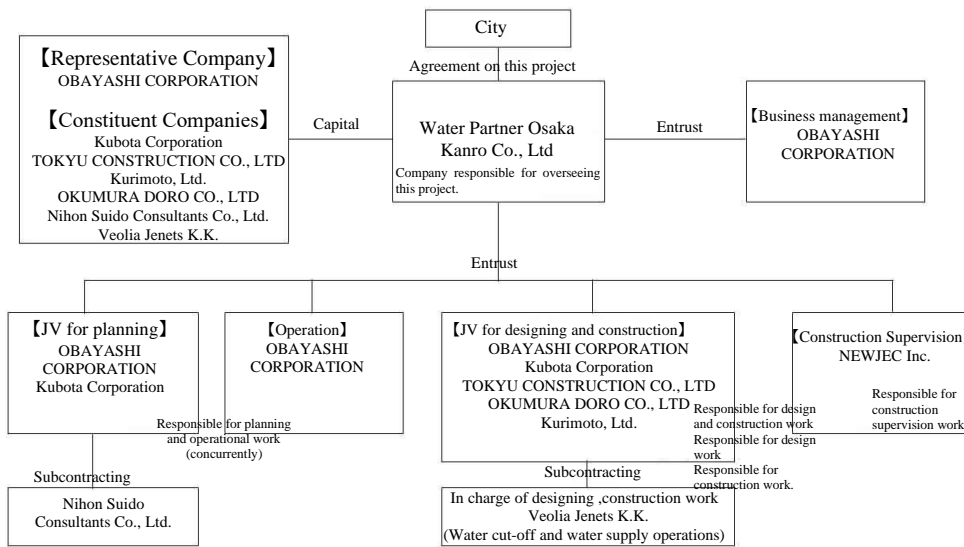 City
Agreement on this project
【Representative Company】
OBAYASHI CORPORATION
【Constituent Companies】
Kubota Corporation
TOKYU CONSTRUCTION CO., LTD
Kurimoto, Ltd.
OKUMURA DORO CO., LTD
Nihon Suido Consultants Co., Ltd.
Veolia Jenets K.K.
Capital
Water Partner Osaka
Kanro Co., Ltd
Company responsible for overseeing
this project.
Entrust
【Business management】
OBAYASHI
CORPORATION
Entrust
【JV for planning】
OBAYASHI
CORPORATION
Kubota Corporation
Responsible for planning
and operational work
(concurrently)
【Operation】
OBAYASHI
CORPORATION
【JV for designing and construction】
OBAYASHI CORPORATION
Kubota Corporation
TOKYU CONSTRUCTION CO., LTD
OKUMURA DORO CO., LTD
Kurimoto, Ltd.
Responsible for design
and construction work
Responsible for design
work
Responsible for
construction work.
【Construction Supervision
NEWJEC Inc.
Responsible for
construction
supervision work
Subcontracting
Nihon Suido
Consultants Co., Ltd.
Subcontracting
In charge of designing ,construction work
Veolia Jenets K.K.
(Water cut-off and water supply operations)